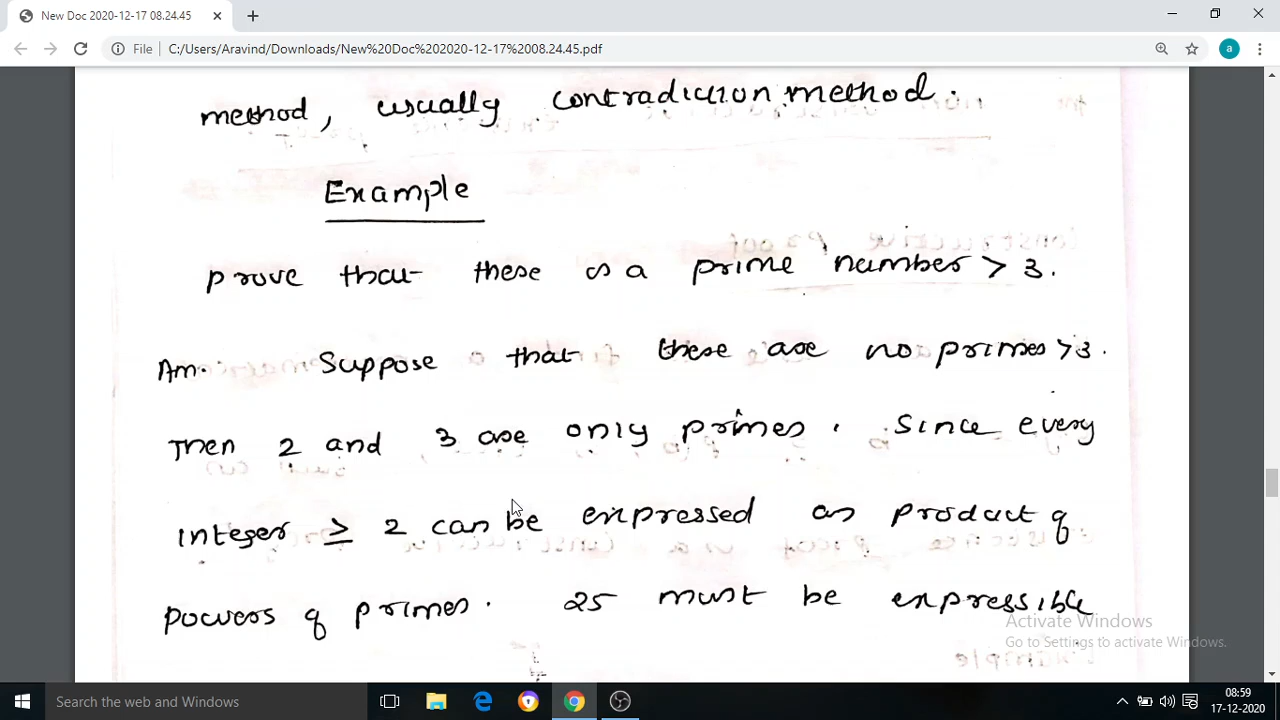 New Doc 2020-12-17 08.24.45
File C:/Users/Aravind/Downloads/New%20Doc%202020-12-17%2008.24.45.pdf
a
method, usually contradiction method.
Example
prove that there is a prime number > 3.
Ans. Suppose that there are no primes > 3.
Then 2 and 3 are only primes. Since every
integer ≥ 2 can be expressed as product of
powers of primes. 25 must be expressible
Activate Windows
Go to Settings to activate Windows.
Search the web and Windows
08:59
17-12-2020